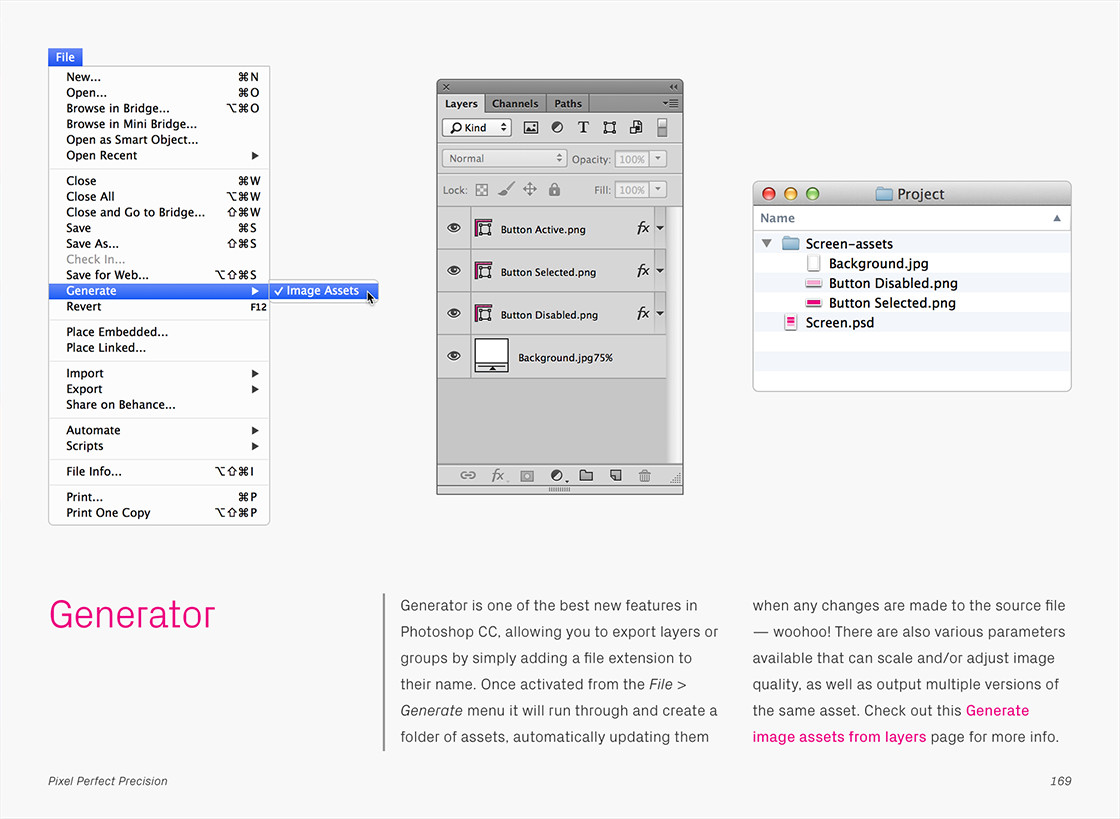 File
New... ⌘N
Open... ⌘O
Browse in Bridge... ⌥⌘O
Browse in Mini Bridge...
Open as Smart Object...
Open Recent ▶
Close ⌘W
Close All ⌥⌘W
Close and Go to Bridge... ⇧⌘W
Save ⌘S
Save As... ⇧⌘S
Check In...
Save for Web... ⌥⇧⌘S
Generate ▶
✓ Image Assets
Revert F12
Place Embedded...
Place Linked...
Import ▶
Export ▶
Share on Behance...
Automate ▶
Scripts ▶
File Info... ⌥⇧⌘I
Print... ⌘P
Print One Copy ⌥⇧⌘P
Layers Channels Paths
Kind T
Normal Opacity: 100%
Lock: Fill: 100%
Button Active.png fx
Button Selected.png fx
Button Disabled.png fx
Background.jpg75%
fx
Project
Name
Screen-assets
Background.jpg
Button Disabled.png
Button Selected.png
Screen.psd
Generator
Generator is one of the best new features in
Photoshop CC, allowing you to export layers or
groups by simply adding a file extension to
their name. Once activated from the File >
Generate menu it will run through and create a
folder of assets, automatically updating them
when any changes are made to the source file
— woohoo! There are also various parameters
available that can scale and/or adjust image
quality, as well as output multiple versions of
the same asset. Check out this Generate
image assets from layers page for more info.
Pixel Perfect Precision
169